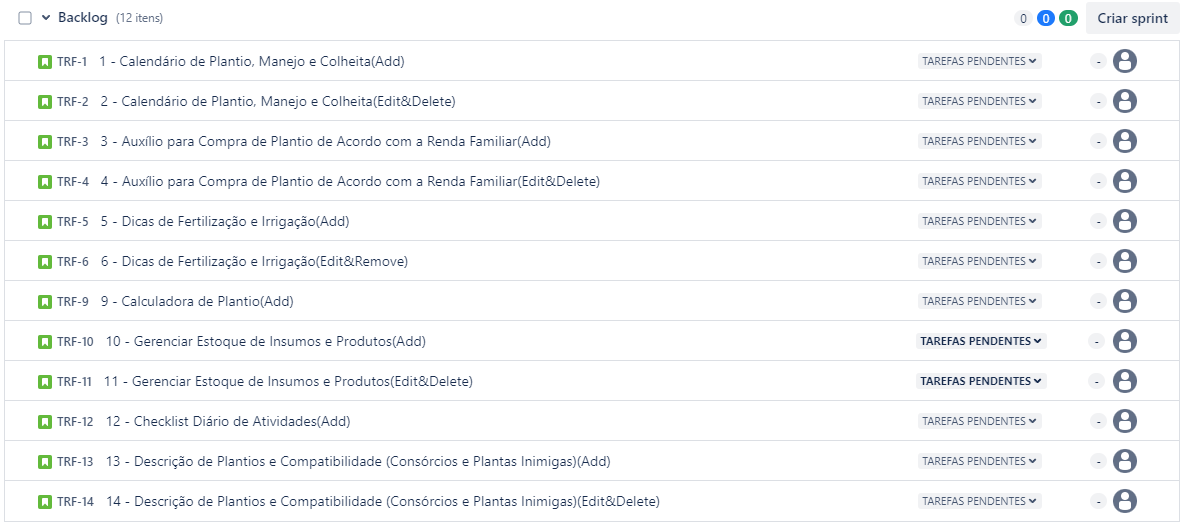 Backlog (12 itens) 0 0 0 Criar sprint
TRF-1 1 - Calendário de Plantio, Manejo e Colheita(Add) TAREFAS PENDENTES -
TRF-2 2 - Calendário de Plantio, Manejo e Colheita(Edit&Delete) TAREFAS PENDENTES -
TRF-3 3 - Auxílio para Compra de Plantio de Acordo com a Renda Familiar(Add) TAREFAS PENDENTES -
TRF-4 4 - Auxílio para Compra de Plantio de Acordo com a Renda Familiar(Edit&Delete) TAREFAS PENDENTES -
TRF-5 5 - Dicas de Fertilização e Irrigação(Add) TAREFAS PENDENTES -
TRF-6 6 - Dicas de Fertilização e Irrigação(Edit&Remove) TAREFAS PENDENTES -
TRF-9 9 - Calculadora de Plantio(Add) TAREFAS PENDENTES -
TRF-10 10 - Gerenciar Estoque de Insumos e Produtos(Add) TAREFAS PENDENTES -
TRF-11 11 - Gerenciar Estoque de Insumos e Produtos(Edit&Delete) TAREFAS PENDENTES -
TRF-12 12 - Checklist Diário de Atividades(Add) TAREFAS PENDENTES -
TRF-13 13 - Descrição de Plantios e Compatibilidade (Consórcios e Plantas Inimigas)(Add) TAREFAS PENDENTES -
TRF-14 14 - Descrição de Plantios e Compatibilidade (Consórcios e Plantas Inimigas)(Edit&Delete) TAREFAS PENDENTES -